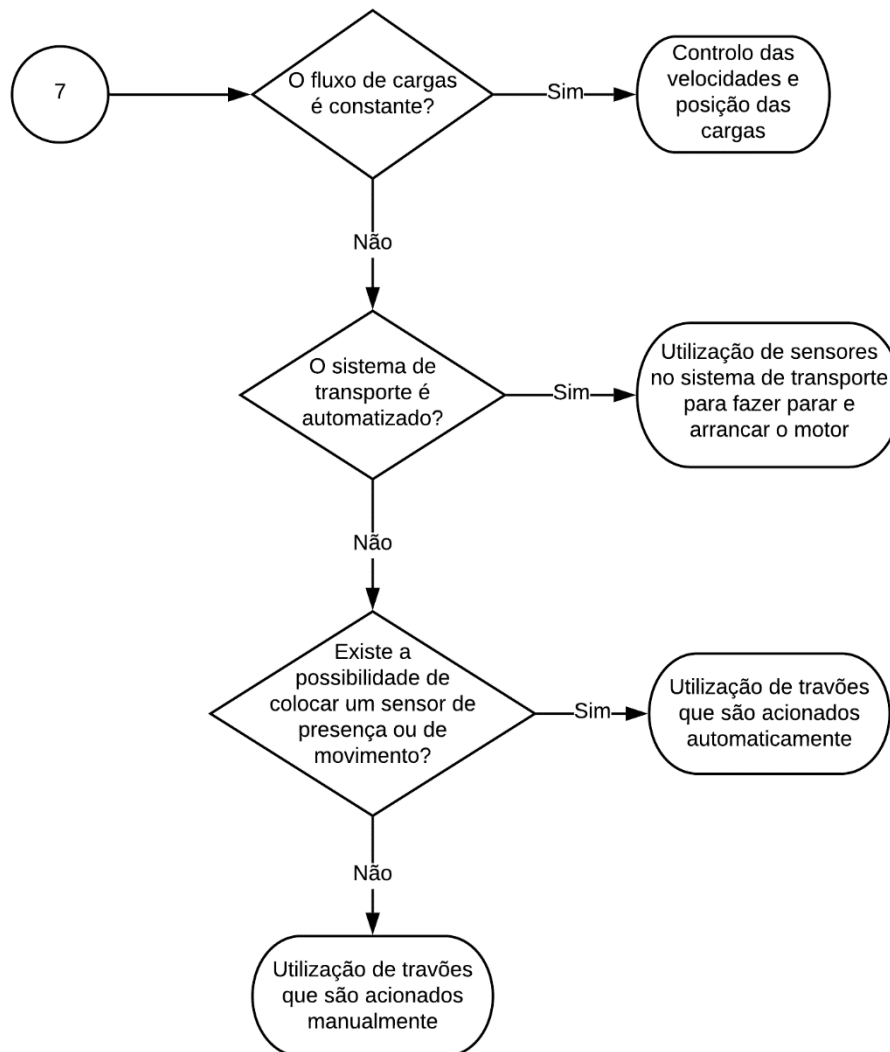 7
O fluxo de cargas
é constante?
Sim
Controlo das
velocidades e
posição das
cargas
Não
O sistema de
transporte é
automatizado?
Sim
Utilização de sensores
no sistema de transporte
para fazer parar e
arrancar o motor
Não
Existe a
possibilidade de
colocar um sensor de
presença ou de
movimento?
Sim
Utilização de travões
que são acionados
automaticamente
Não
Utilização de travões
que são acionados
manualmente